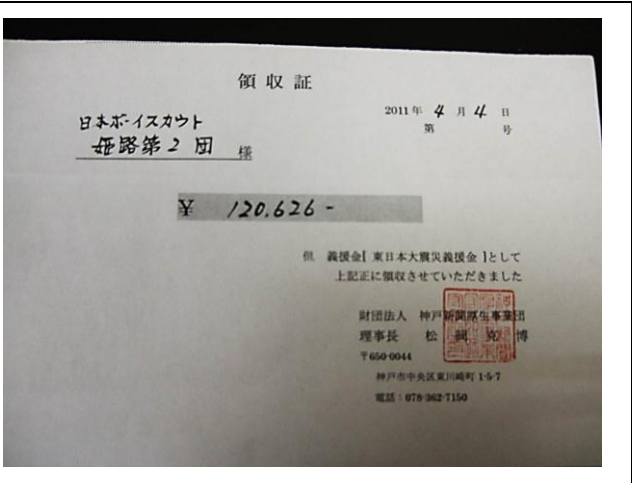 領収証
2011年 4月 4日
第 号
日本ボーイスカウト
姫路第2団 様
¥ 120,626-
但 義援金[東日本大震災義援金]として
上記正に領収させていただきました
財団法人 神戸新聞厚生事業団
理事長 松岡克博
〒650-0044
神戸市中央区東川崎町1-5-7
電話:078-362-7150